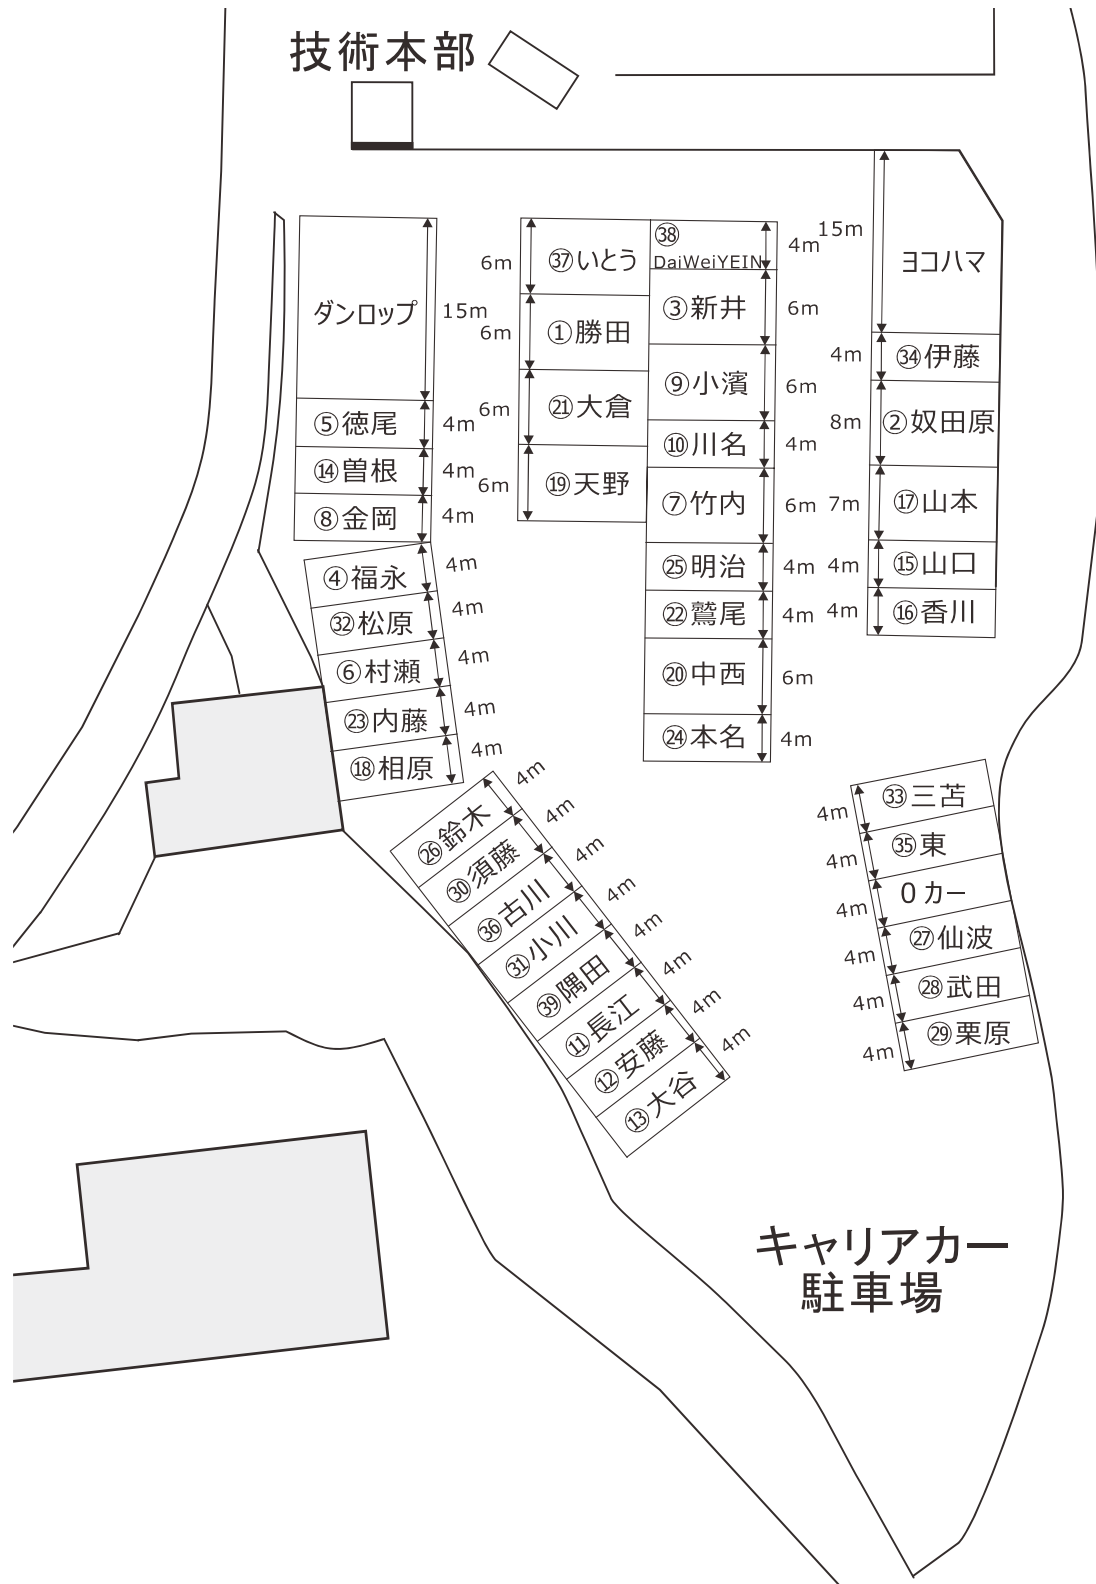 技術本部
ダンロップ
15m
⑤徳尾
4m
⑭曽根
4m
⑧金岡
4m
④福永
4m
㉜松原
4m
⑥村瀬
4m
㉓内藤
4m
⑱相原
4m
㉖鈴木
4m
㉚須藤
4m
㊱古川
4m
㉛小川
4m
㊴隅田
4m
⑪長江
4m
⑫安藤
4m
⑬大谷
4m
6m
㊲いとう
6m
①勝田
6m
㉑大倉
6m
⑲天野
㊳
DaiWeiYEIN
4m
③新井
6m
⑨小濱
6m
⑩川名
4m
⑦竹内
6m
㉕明治
4m
㉒鷲尾
4m
⑳中西
6m
㉔本名
4m
15m
ヨコハマ
4m
㉞伊藤
8m
②奴田原
7m
⑰山本
4m
⑮山口
4m
⑯香川
4m
㉝三苫
4m
㉟東
4m
0カー
4m
㉗仙波
4m
㉘武田
4m
㉙栗原
キャリアカー
駐車場